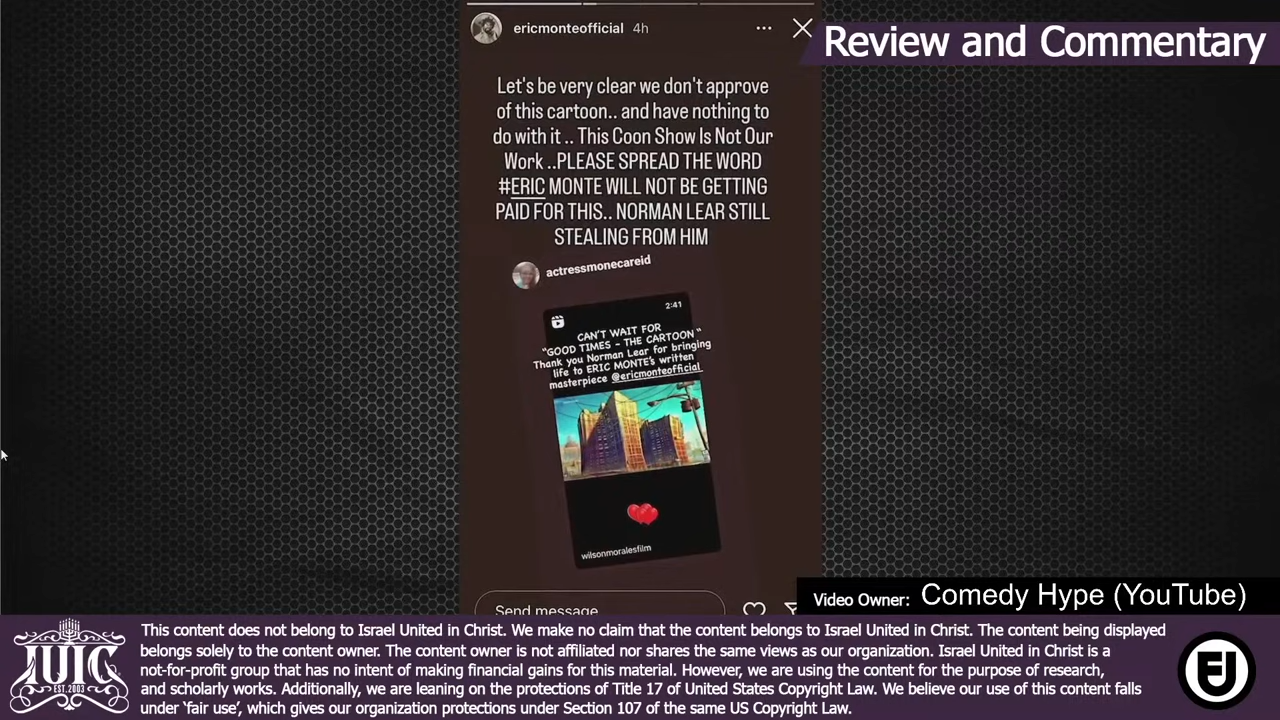 ericmonteofficial 4h
Review and Commentary
Let's be very clear we don't approve
of this cartoon.. and have nothing to
do with it .. This Coon Show Is Not Our
Work ..PLEASE SPREAD THE WORD
#ERIC MONTE WILL NOT BE GETTING
PAID FOR THIS.. NORMAN LEAR STILL
STEALING FROM HIM
actressmonecareid
2:41
CAN'T WAIT FOR
"GOOD TIMES - THE CARTOON"
Thank you Norman Lear for bringing
life to ERIC MONTE's written
masterpiece @ericmonteofficial
wilsonmoralesfilm
Send message
Video Owner: Comedy Hype (YouTube)
IUIC
EST.2003
This content does not belong to Israel United in Christ. We make no claim that the content belongs to Israel United in Christ. The content being displayed
belongs solely to the content owner. The content owner is not affiliated nor shares the same views as our organization. Israel United in Christ is a
not-for-profit group that has no intent of making financial gains for this material. However, we are using the content for the purpose of research,
and scholarly works. Additionally, we are leaning on the protections of Title 17 of United States Copyright Law. We believe our use of this content falls
under ‘fair use’, which gives our organization protections under Section 107 of the same US Copyright Law.